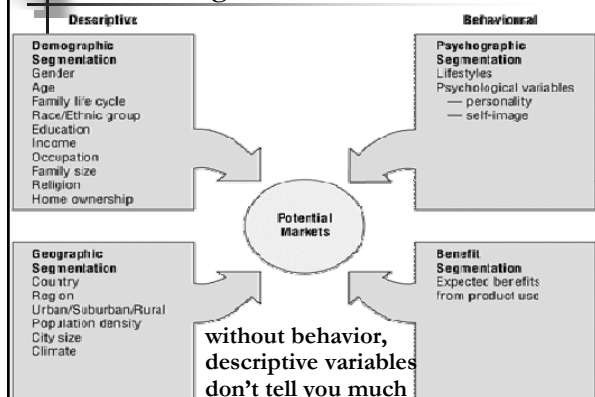 Descriptive
Demographic
Segmentation
Gender
Age
Family life cycle
Race/Ethnic group
Education
Income
Occupation
Family size
Religion
Home ownership
Behavioural
Psychographic
Segmentation
Lifestyles
Psychological variables
— personality
— self-image
Potential
Markets
Geographic
Segmentation
Country
Region
Urban/Suburban/Rural
Population density
City size
Climate
Benefit
Segmentation
Expected benefits
from product use
without behavior,
descriptive variables
don't tell you much